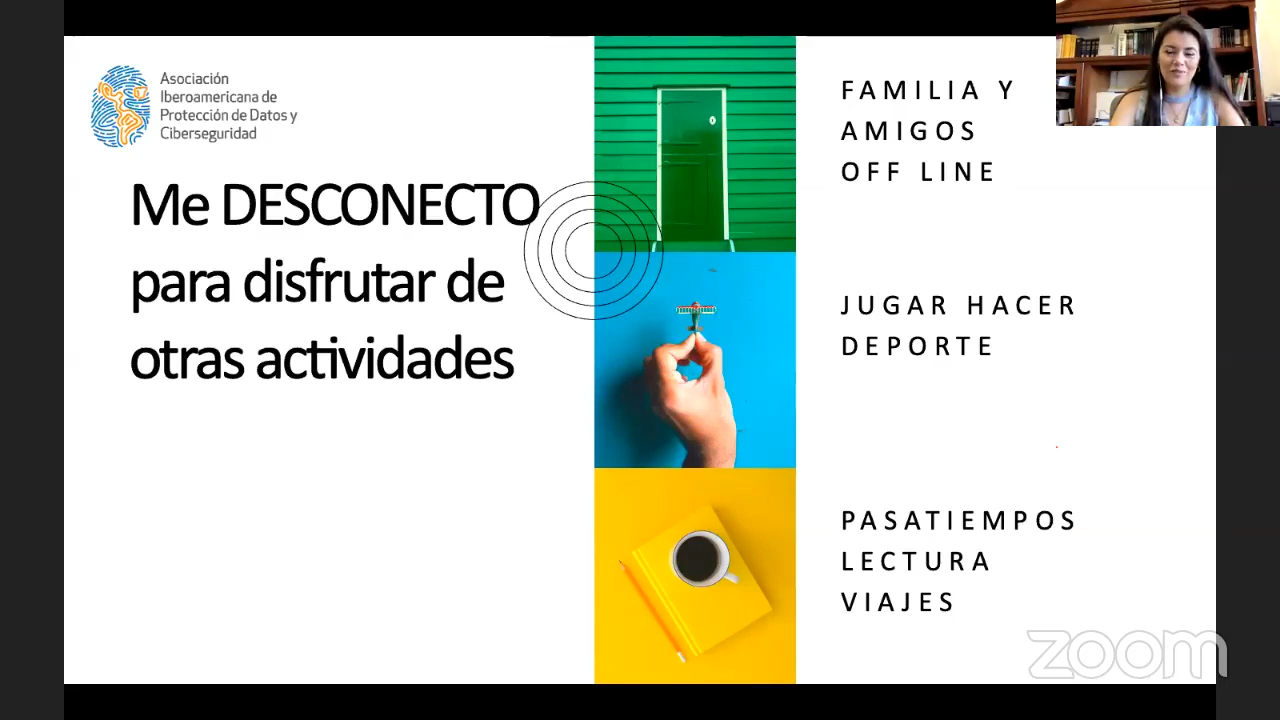 Asociación
Iberoamericana de
Protección de Datos y
Ciberseguridad
Me DESCONECTO
para disfrutar de
otras actividades
FAMILIA Y
AMIGOS
OFF LINE
JUGAR HACER
DEPORTE
PASATIEMPOS
LECTURA
VIAJES
zoom